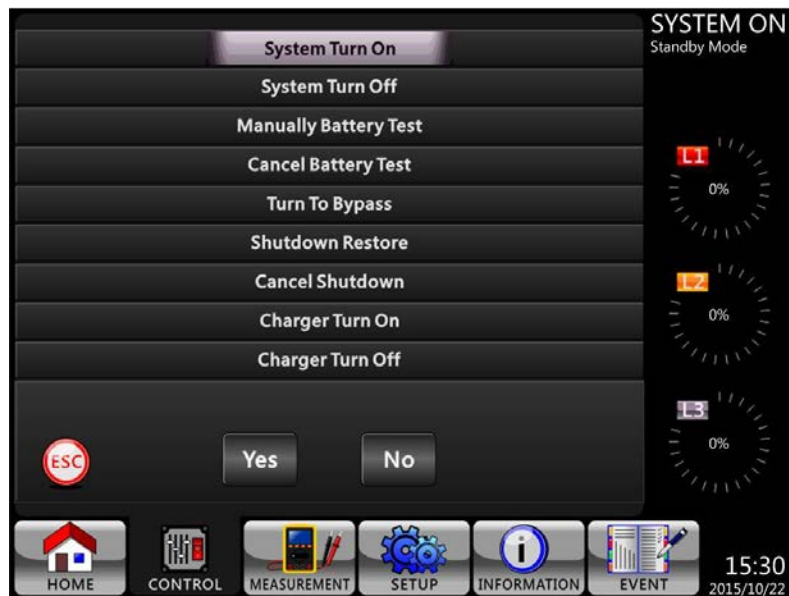 SYSTEM ON
Standby Mode
System Turn On
System Turn Off
Manually Battery Test
Cancel Battery Test
Turn To Bypass
Shutdown Restore
Cancel Shutdown
Charger Turn On
Charger Turn Off
L1
0%
L2
0%
L3
0%
ESC
Yes
No
HOME
CONTROL
MEASUREMENT
SETUP
INFORMATION
EVENT
15:30
2015/10/22